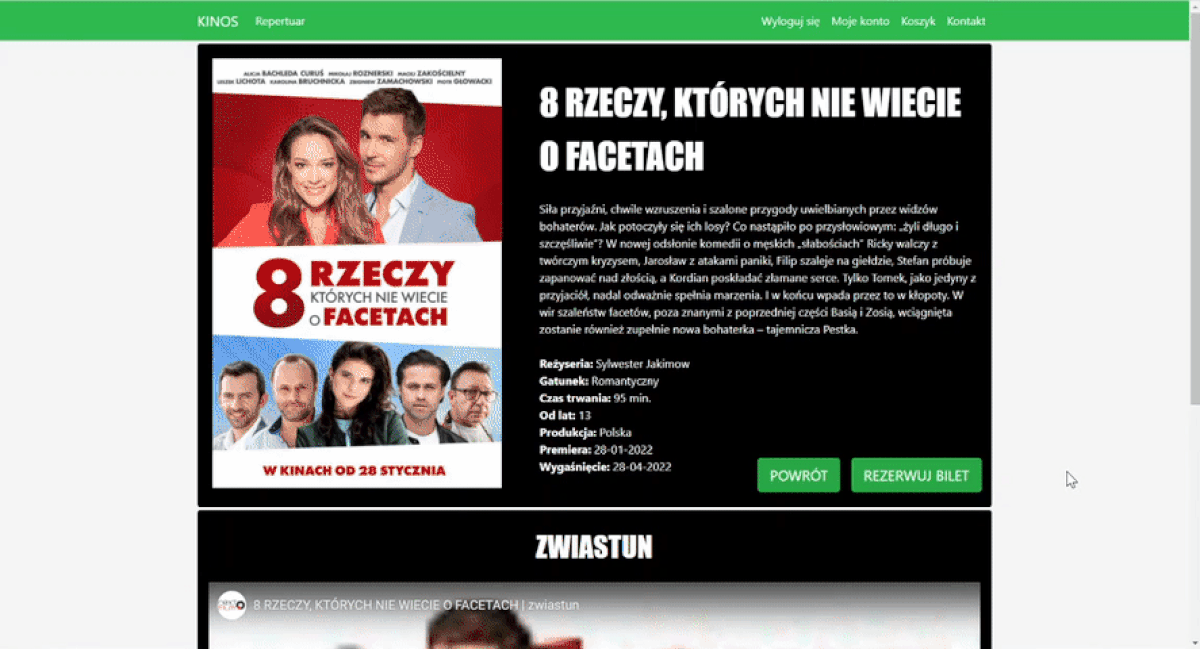 KINOS Repertuar Wyloguj się Moje konto Koszyk Kontakt
ALICJA BACHLEDA CURUŚ MIKOŁAJ ROZNERSKI MACIEJ ZAKOŚCIELNY
LESZEK LICHOTA KAROLINA BRUCHNICKA ZBIGNIEW ZAMACHOWSKI PIOTR GŁOWACKI
8 RZECZY
KTÓRYCH NIE WIECIE
O FACETACH
W KINACH OD 28 STYCZNIA
8 RZECZY, KTÓRYCH NIE WIECIE
O FACETACH
Siła przyjaźni, chwile wzruszenia i szalone przygody uwielbianych przez widzów
bohaterów. Jak potoczyły się ich losy? Co nastąpiło po przysłowiowym: „żyli długo i
szczęśliwie”? W nowej odsłonie komedii o męskich „słabościach” Ricky walczy z
twórczym kryzysem, Jarosław z atakami paniki, Filip szaleje na giełdzie, Stefan próbuje
zapanować nad złością, a Kordian poskładać złamane serce. Tylko Tomek, jako jedyny z
przyjaciół, nadal odważnie spełnia marzenia. I w końcu wpada przez to w kłopoty. W
wir szaleństw facetów, poza znanymi z poprzedniej części Basią i Zosią, wciągnięta
zostanie również zupełnie nowa bohaterka – tajemnicza Pestka.
Reżyseria: Sylwester Jakimow
Gatunek: Romantyczny
Czas trwania: 95 min.
Od lat: 13
Produkcja: Polska
Premiera: 28-01-2022
Wygaśnięcie: 28-04-2022
POWRÓT REZERWUJ BILET
ZWIASTUN
8 RZECZY, KTÓRYCH NIE WIECIE O FACETACH | zwiastun